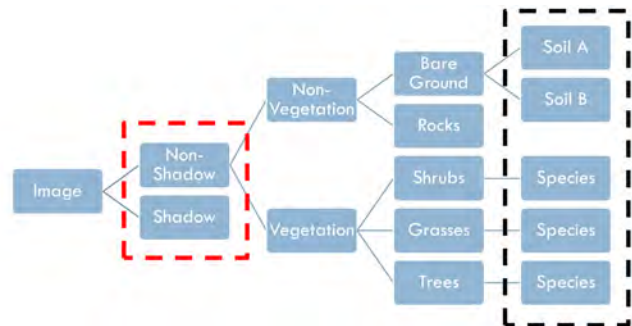 Image
Non-
Shadow
Shadow
Non-
Vegetation
Vegetation
Bare
Ground
Rocks
Shrubs
Grasses
Trees
Soil A
Soil B
Species
Species
Species